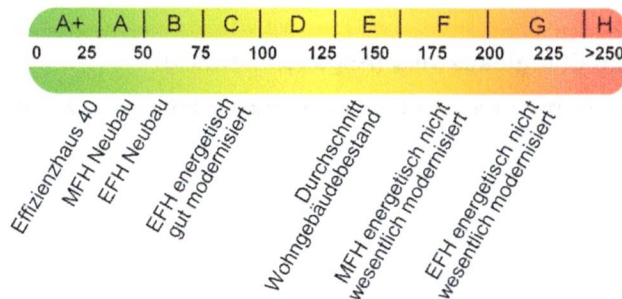 A+ A B C D E F G H
0 25 50 75 100 125 150 175 200 225 >250
Effizienzhaus 40
MFH Neubau
EFH Neubau
EFH energetisch
gut modernisiert
Durchschnitt
Wohngebäudebestand
MFH energetisch nicht
wesentlich modernisiert
EFH energetisch nicht
wesentlich modernisiert